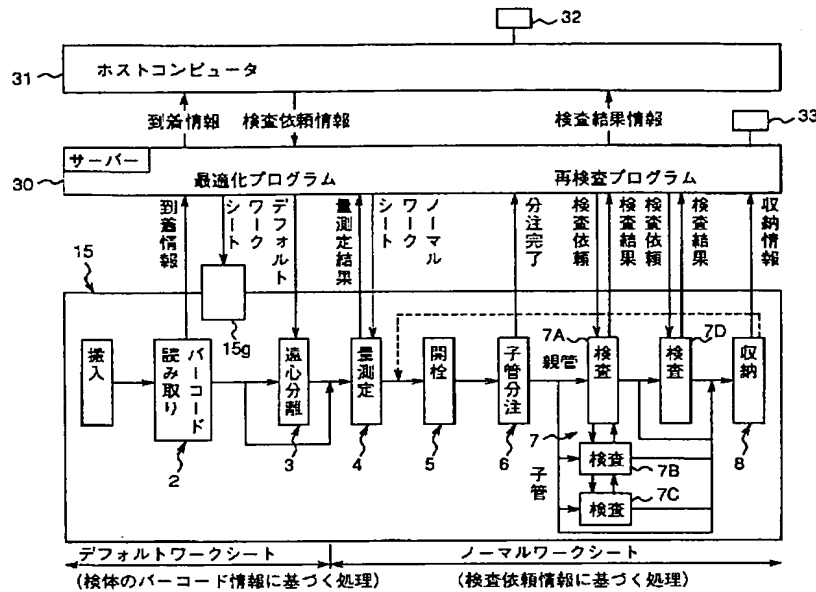 32
31
ホストコンピュータ
到着情報
検査依頼情報
検査結果情報
33
サーバー
30
最適化プログラム
再検査プログラム
到着情報
ワークシート
デフォルト
量測定結果
ノーマル
ワーク
シート
分注完了
検査依頼
検査結果
検査依頼
検査結果
収納情報
15
15g
搬入
バーコード
読み取り
2
遠心分離
3
量測定
4
開栓
5
子管分注
6
親管
子管
7
7A
検査
7B
検査
7C
検査
7D
検査
収納
8
デフォルトワークシート
(検体のバーコード情報に基づく処理)
ノーマルワークシート
(検査依頼情報に基づく処理)